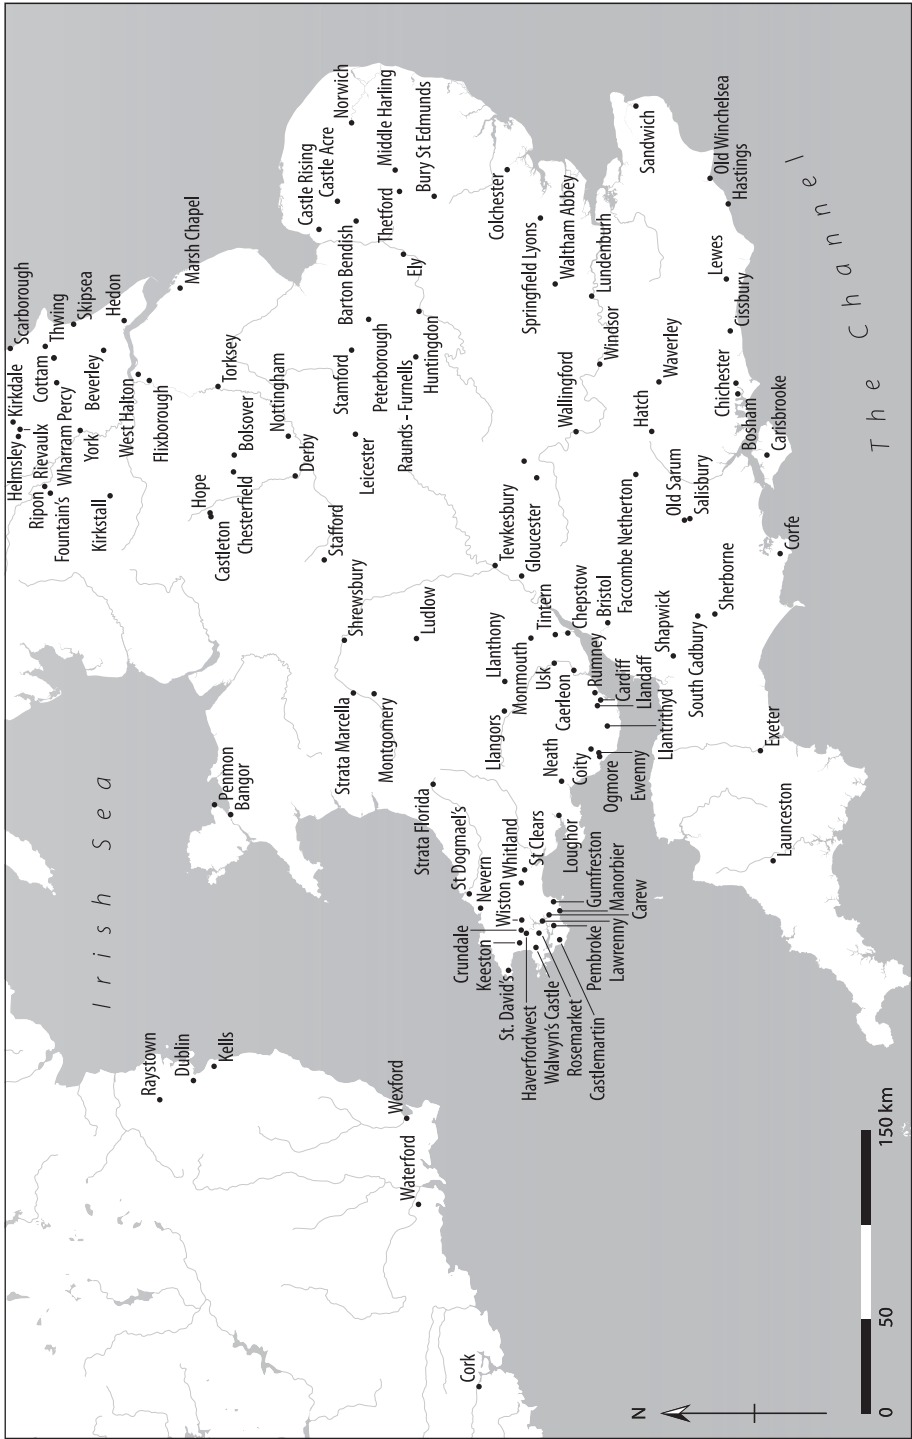 Scarborough
Helmsley
Kirkdale
Thwing
Ripon
Rievaulx
Cottam
Skipsea
Fountain's
Wharram Percy
Hedon
York
Beverley
Kirkstall
West Halton
Flixborough
Marsh Chapel
Hope
Castleton
Torksey
Bolsover
Chesterfield
Nottingham
Derby
Castle Rising
Castle Acre
Norwich
Stafford
Stamford
Barton Bendish
Leicester
Peterborough
Thetford
Middle Harling
Raunds - Furnells
Ely
Bury St Edmunds
Huntingdon
Shrewsbury
Ludlow
Strata Marcella
Montgomery
Penmon
Bangor
Irish Sea
Raystown
Dublin
Kells
Wexford
Waterford
Cork
Strata Florida
St Dogmael's
Nevern
Crundale
Keeston
Wiston
Whitland
St Clears
St. David's
Haverfordwest
Walwyn's Castle
Rosemarket
Castlemartin
Pembroke
Lawrenny
Carew
Manorbier
Gumfreston
Loughor
Neath
Coity
Ogmore
Ewenny
Llangors
Llanthony
Monmouth
Usk
Caerleon
Tintern
Chepstow
Rumney
Cardiff
Llandaff
Llantrithyd
Tewkesbury
Gloucester
Bristol
Faccombe Netherton
Colchester
Springfield Lyons
Waltham Abbey
Lundenburh
Wallingford
Windsor
Sandwich
Hatch
Waverley
Old Sarum
Salisbury
Shapwick
South Cadbury
Sherborne
Old Winchelsea
Hastings
Lewes
Cissbury
Chichester
Bosham
Carisbrooke
Corfe
Exeter
Launceston
The Channel
N
0 50 150 km